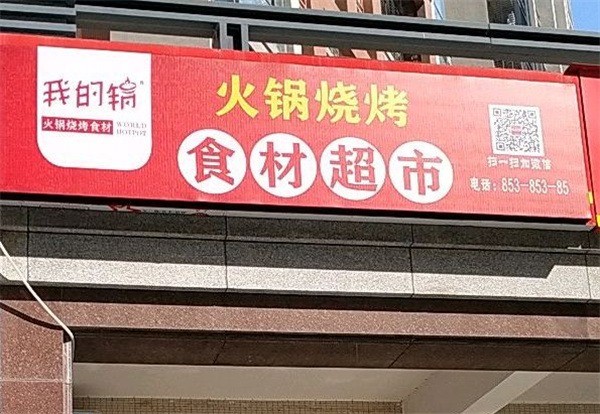 我的锅
火锅烧烤食材
WORLD
HOTPOT
火锅烧烤
食材超市
扫一扫加微信
电话：853-853-85